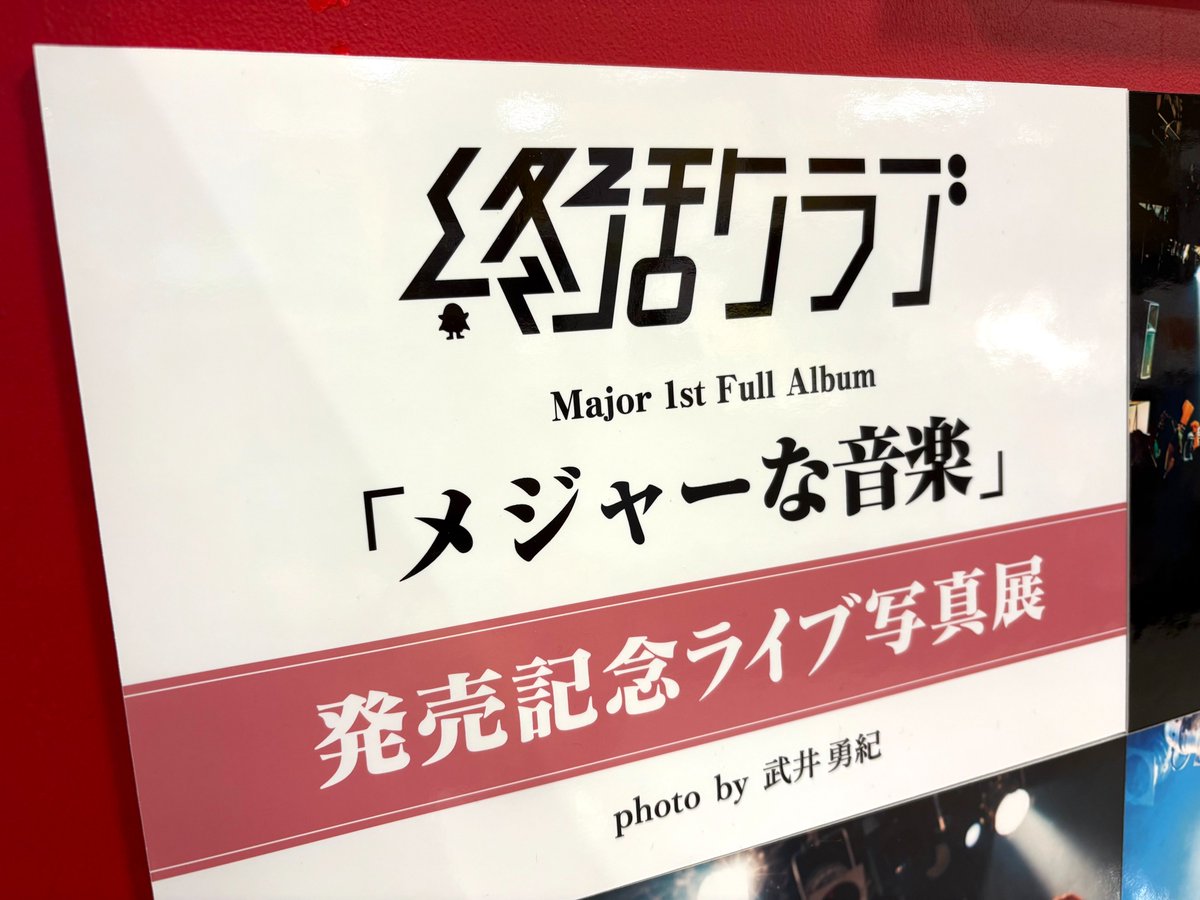 終活クラブ
Major 1st Full Album
「メジャーな音楽」
発売記念ライブ写真展
photo by 武井勇紀